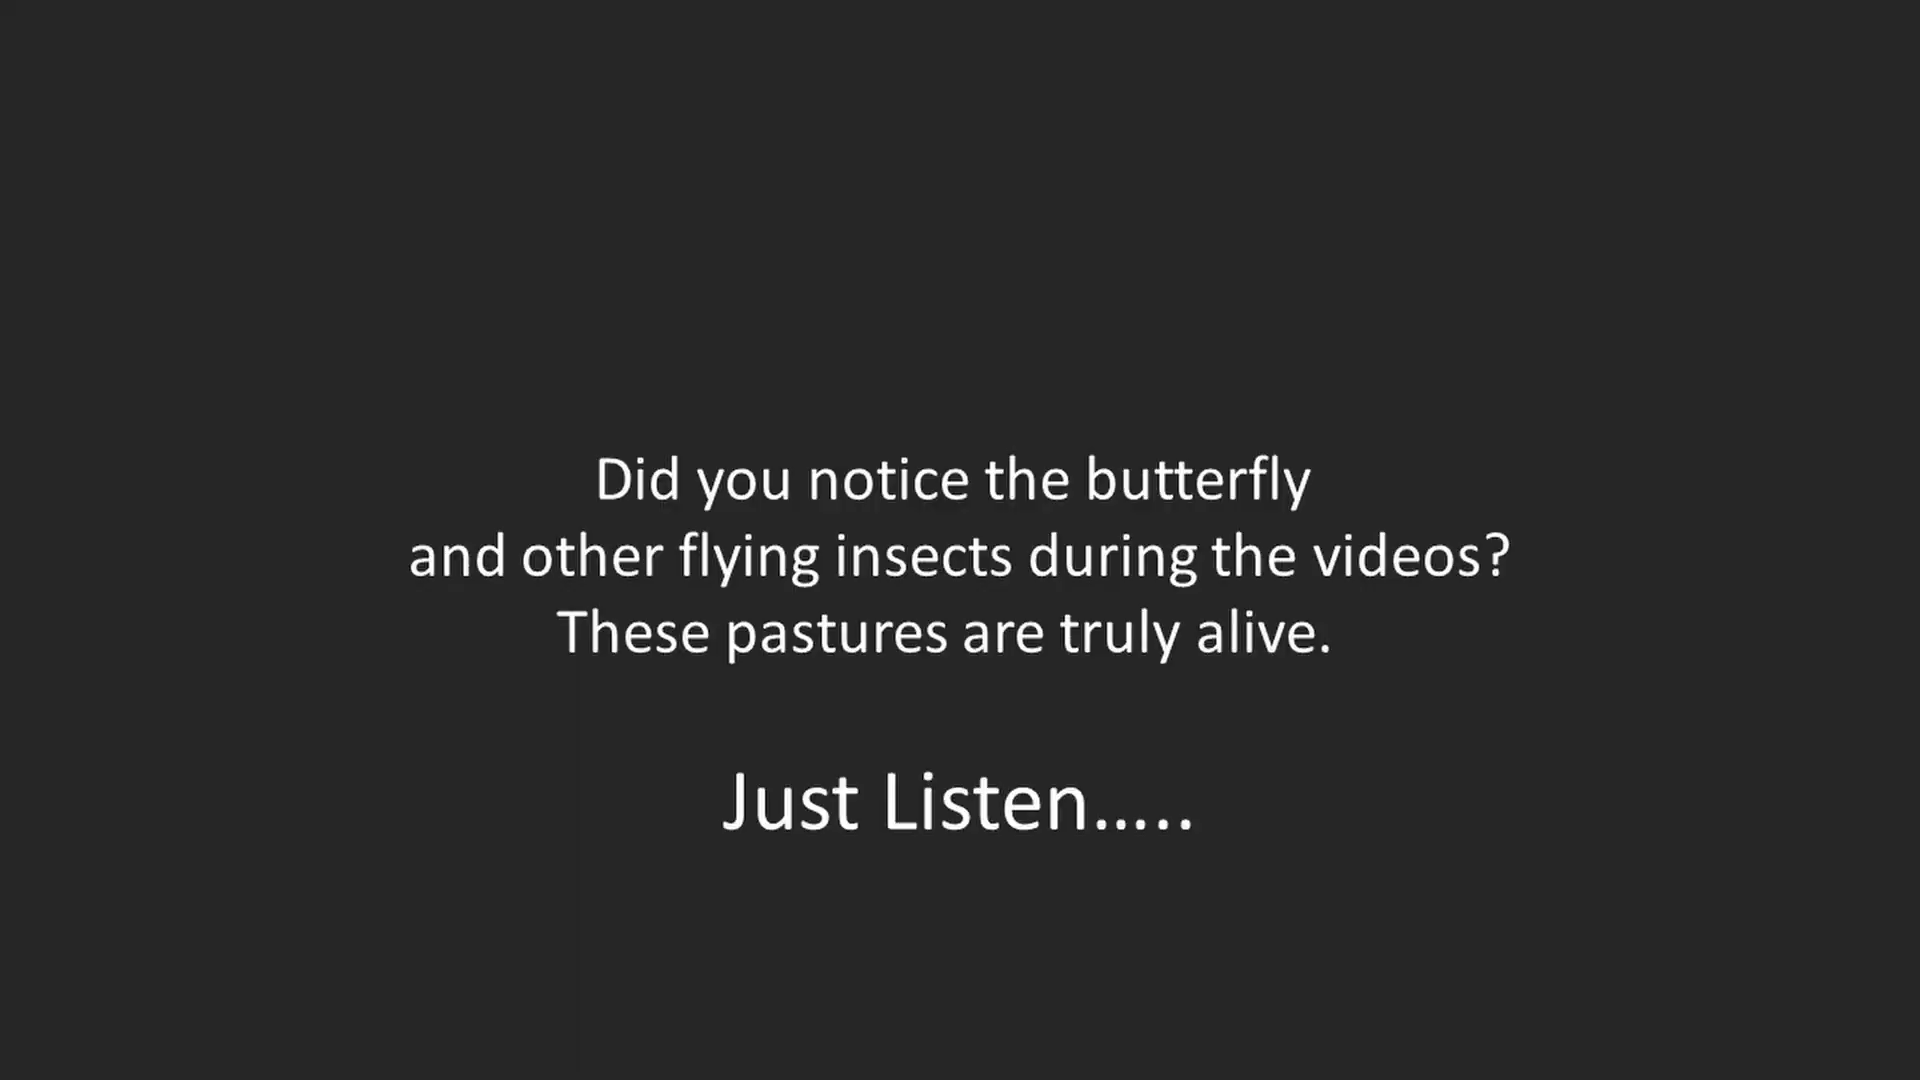 Did you notice the butterfly
and other flying insects during the videos?
These pastures are truly alive.
Just Listen…..